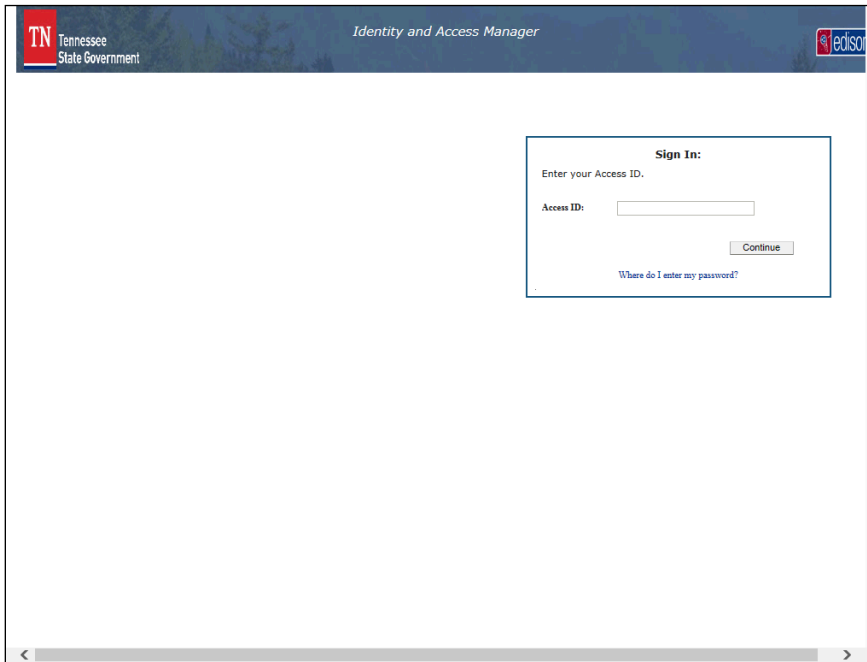 TN Tennessee
State Government
Identity and Access Manager
Sign In:
Enter your Access ID.
Access ID:
Continue
Where do I enter my password?
.